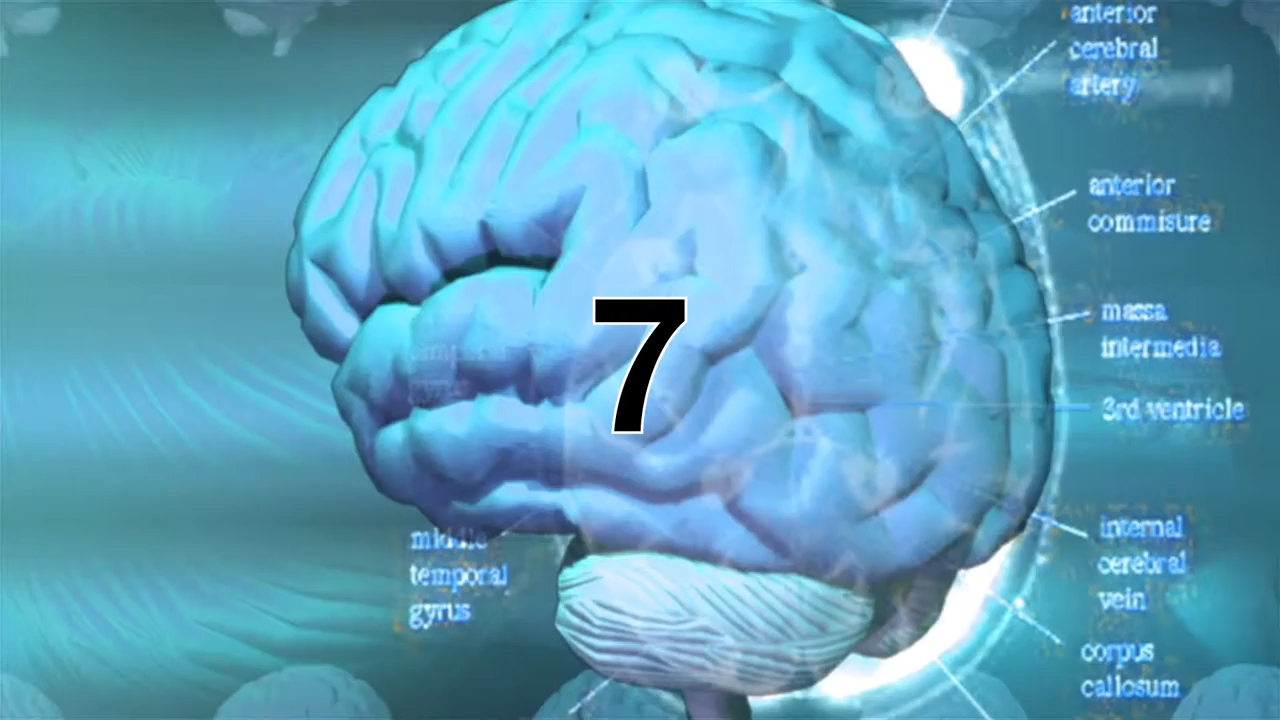 anterior
cerebral
artery
anterior
commisure
massa
intermedia
7
3rd ventricle
middle
temporal
gyrus
internal
cerebral
vein
corpus
callosum